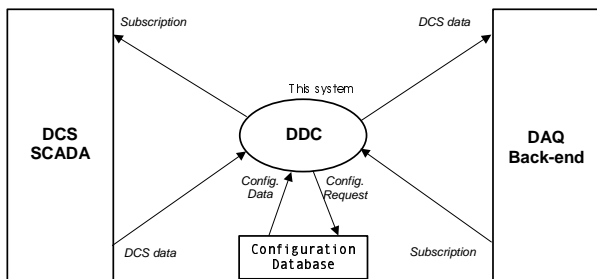 Subscription
DCS data
This system
DCS
SCADA
DDC
DAQ
Back-end
Config.
Data
Config.
Request
DCS data
Configuration
Database
Subscription